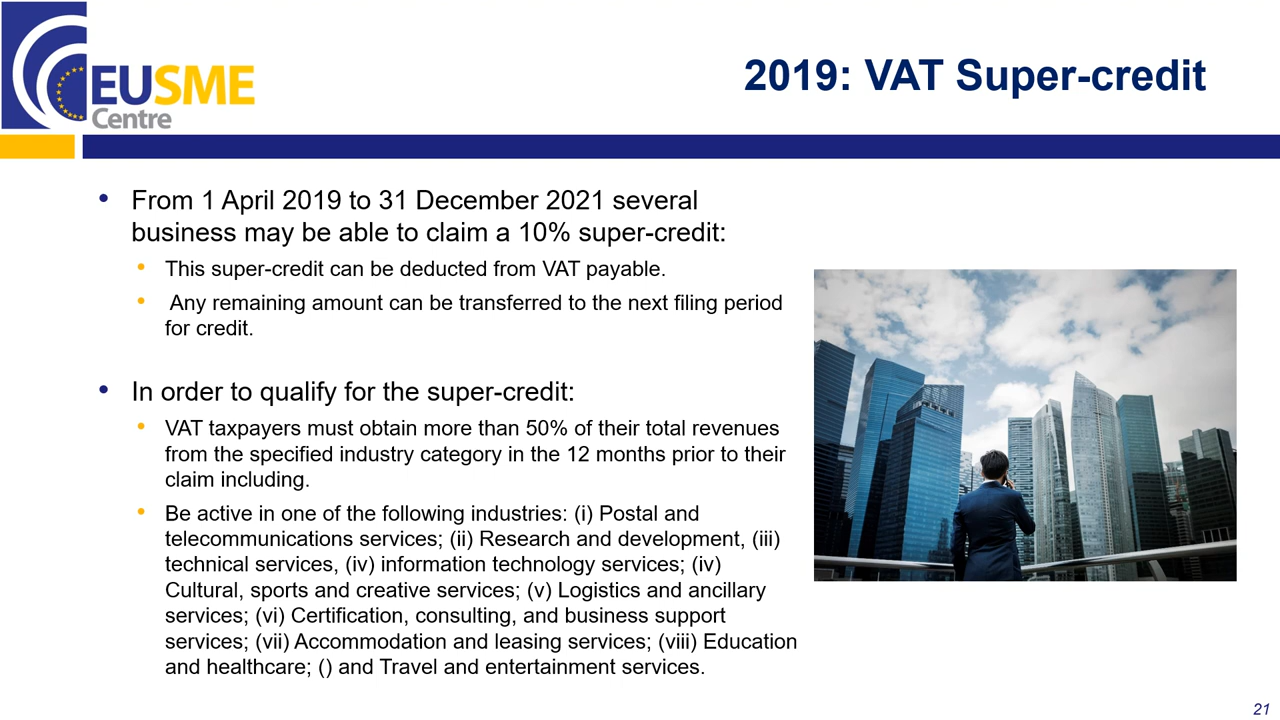 EUSME
Centre
2019: VAT Super-credit
• From 1 April 2019 to 31 December 2021 several
business may be able to claim a 10% super-credit:
• This super-credit can be deducted from VAT payable.
• Any remaining amount can be transferred to the next filing period
for credit.
• In order to qualify for the super-credit:
• VAT taxpayers must obtain more than 50% of their total revenues
from the specified industry category in the 12 months prior to their
claim including.
• Be active in one of the following industries: (i) Postal and
telecommunications services; (ii) Research and development, (iii)
technical services, (iv) information technology services; (iv)
Cultural, sports and creative services; (v) Logistics and ancillary
services; (vi) Certification, consulting, and business support
services; (vii) Accommodation and leasing services; (viii) Education
and healthcare; () and Travel and entertainment services.
21